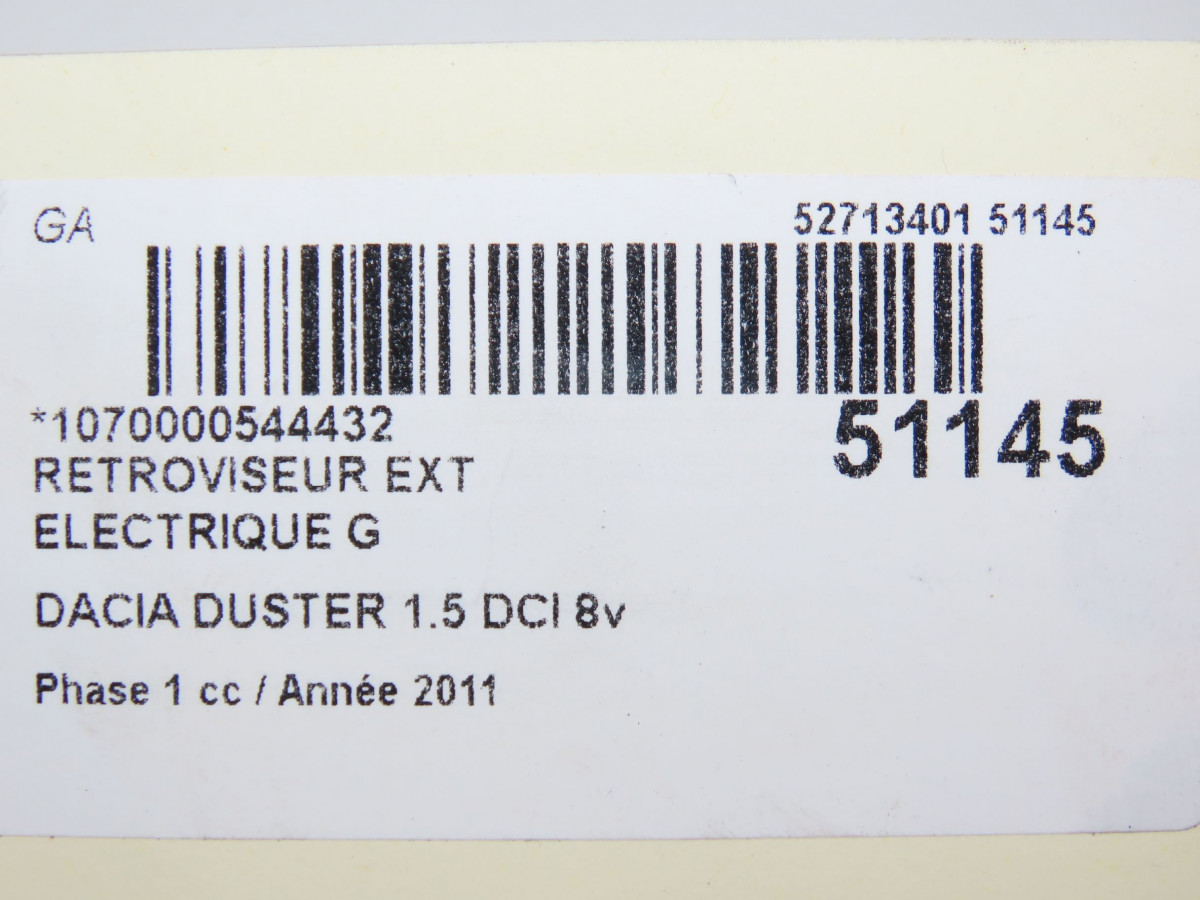 GA
52713401 51145
*1070000544432
51145
RETROVISEUR EXT
ELECTRIQUE G
DACIA DUSTER 1.5 DCI 8v
Phase 1 cc / Année 2011